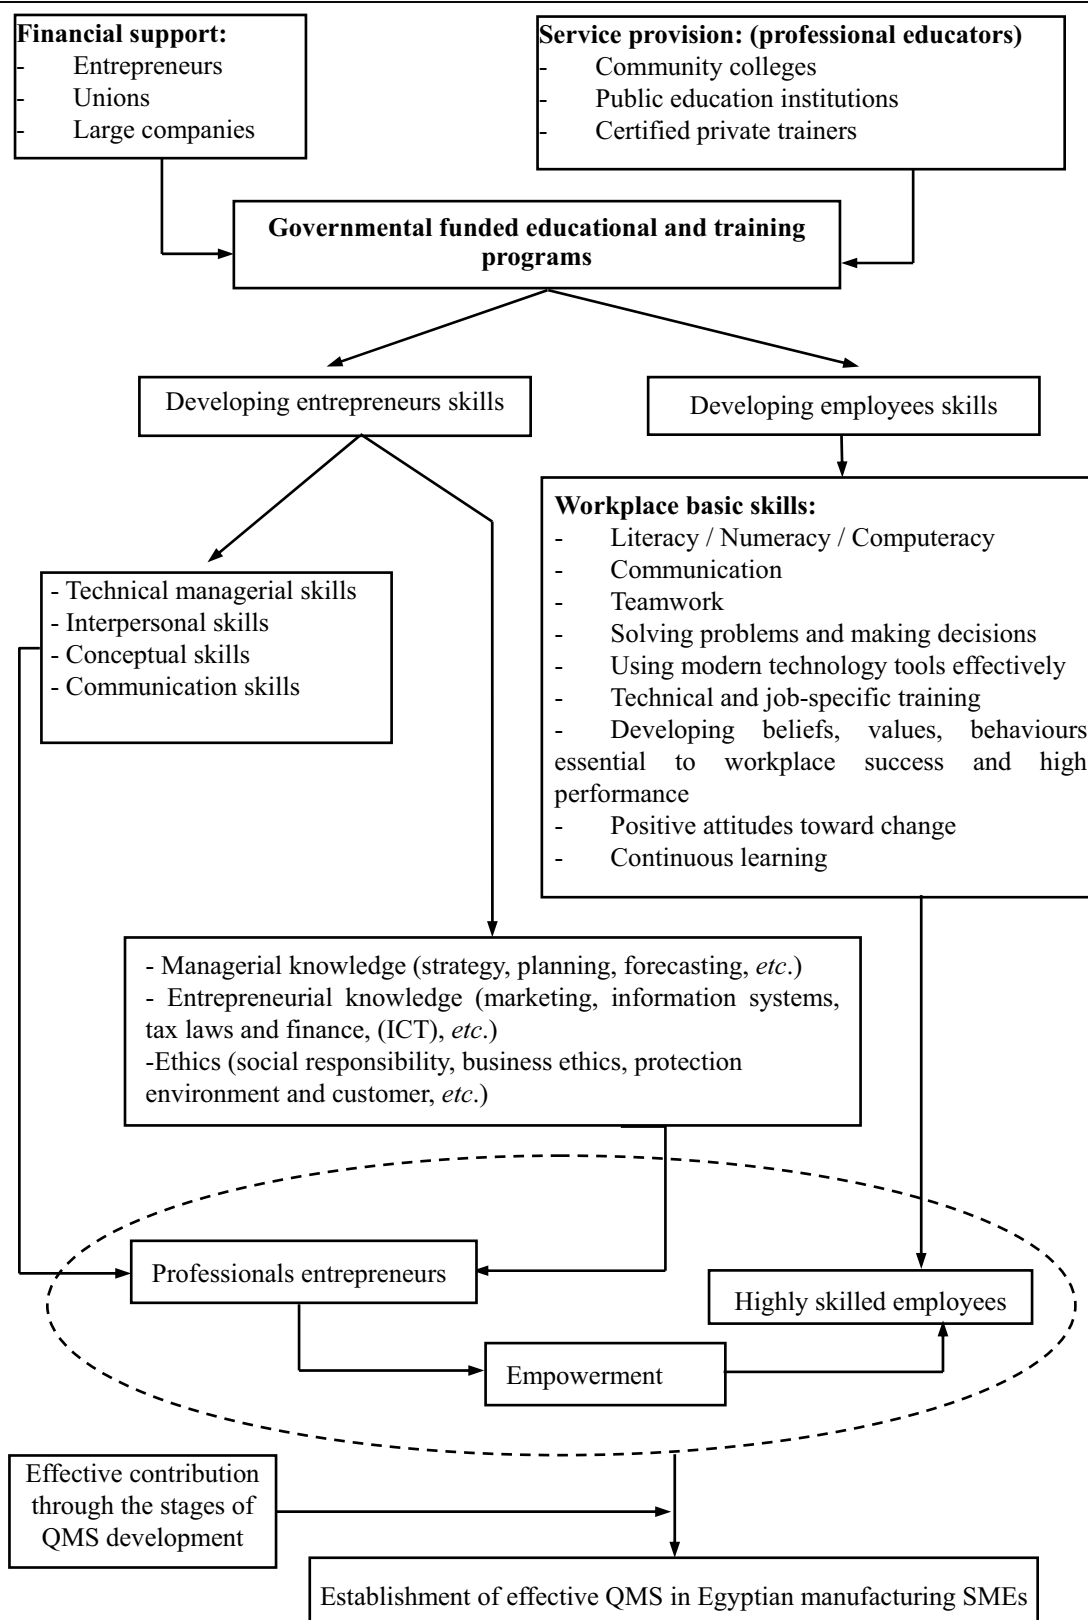 Financial support:
- Entrepreneurs
- Unions
- Large companies
Service provision: (professional educators)
- Community colleges
- Public education institutions
- Certified private trainers
Governmental funded educational and training
programs
Developing entrepreneurs skills
Developing employees skills
- Technical managerial skills
- Interpersonal skills
- Conceptual skills
- Communication skills
Workplace basic skills:
- Literacy / Numeracy / Computeracy
- Communication
- Teamwork
- Solving problems and making decisions
- Using modern technology tools effectively
- Technical and job-specific training
- Developing beliefs, values, behaviours
essential to workplace success and high
performance
- Positive attitudes toward change
- Continuous learning
- Managerial knowledge (strategy, planning, forecasting, etc.)
- Entrepreneurial knowledge (marketing, information systems,
tax laws and finance, (ICT), etc.)
-Ethics (social responsibility, business ethics, protection
environment and customer, etc.)
Professionals entrepreneurs
Highly skilled employees
Empowerment
Effective contribution
through the stages of
QMS development
Establishment of effective QMS in Egyptian manufacturing SMEs